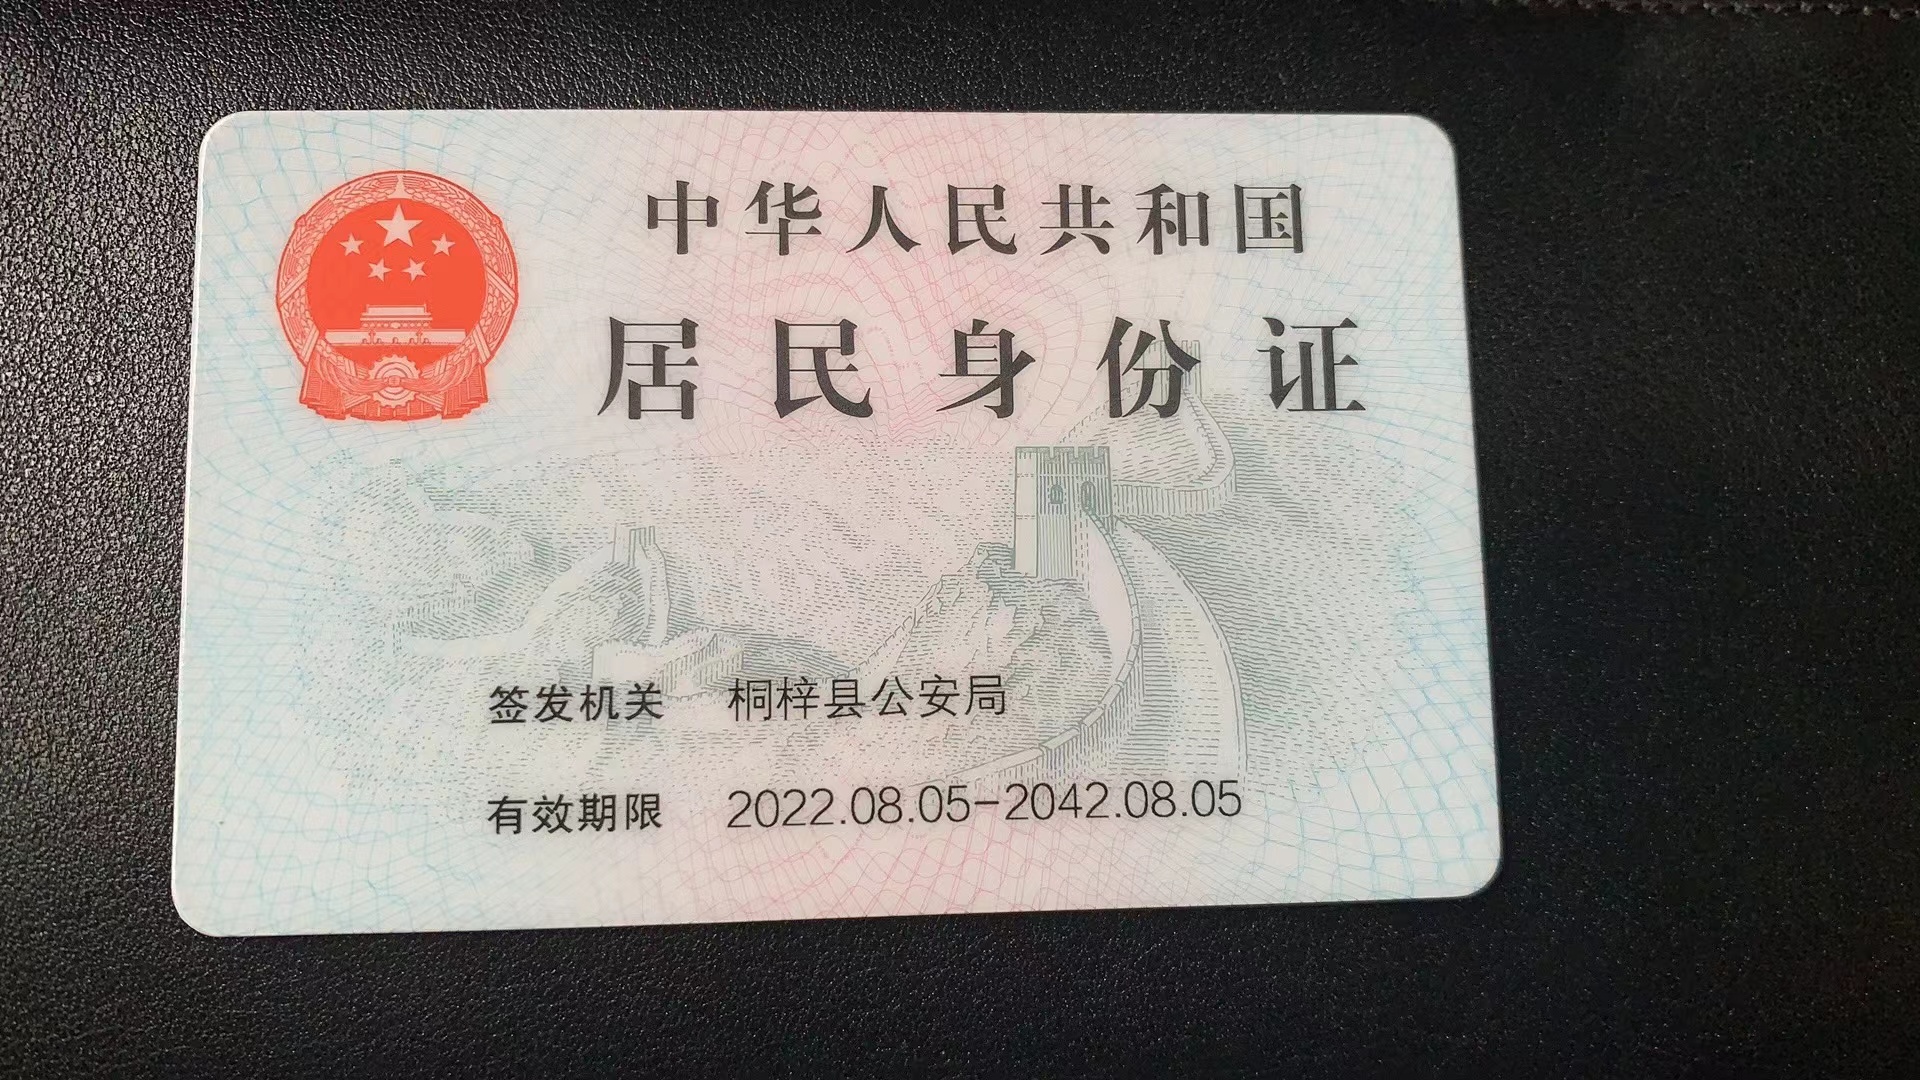 中华人民共和国
居民身份证
签发机关 桐梓县公安局
有效期限 2022.08.05-2042.08.05